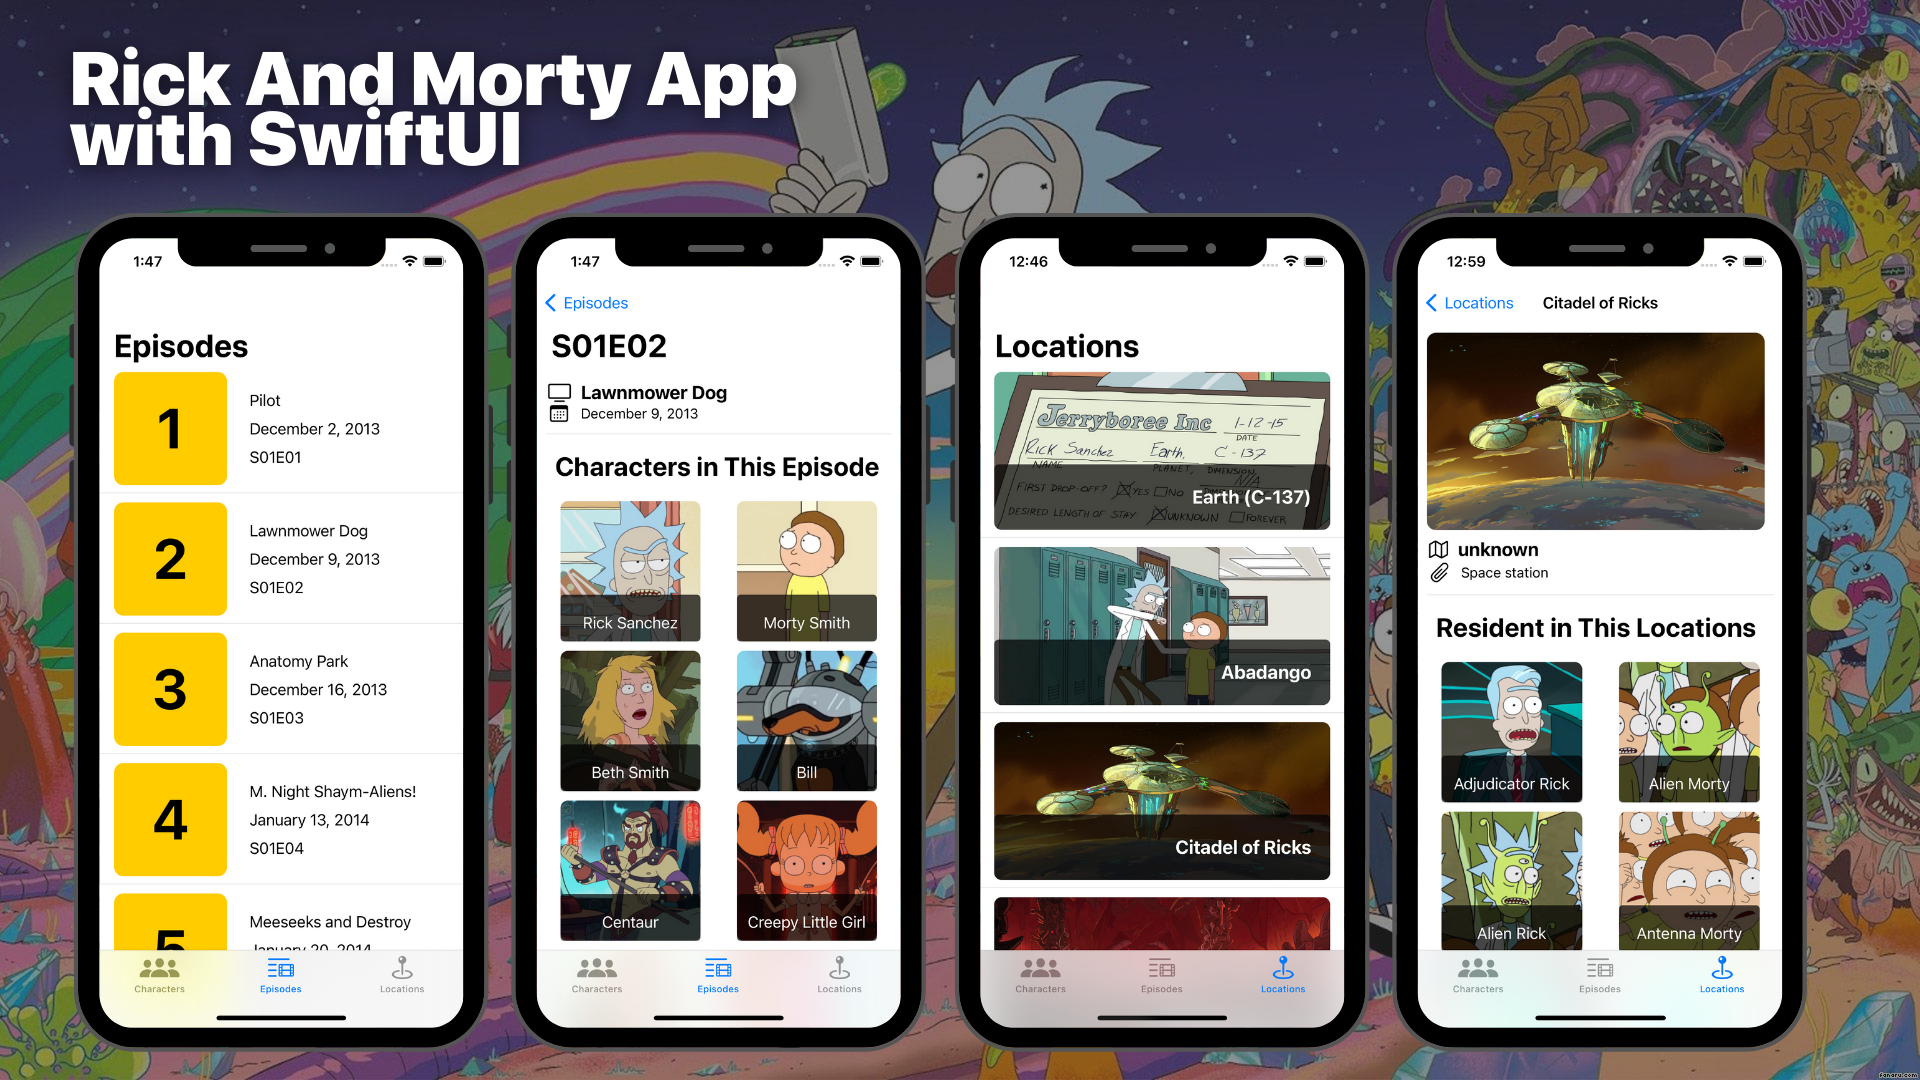 Rick And Morty App
with SwiftUI
1:47
Episodes
1
Pilot
December 2, 2013
S01E01
2
Lawnmower Dog
December 9, 2013
S01E02
3
Anatomy Park
December 16, 2013
S01E03
4
M. Night Shaym-Aliens!
January 13, 2014
S01E04
5
Meeseeks and Destroy
January 20, 2014
Characters
Episodes
Locations
1:47
Episodes
S01E02
Lawnmower Dog
December 9, 2013
Characters in This Episode
Rick Sanchez
Morty Smith
Beth Smith
Bill
Centaur
Creepy Little Girl
Characters
Episodes
Locations
12:46
Locations
Jerryboree Inc
1-12-15
DATE
Rick Sanchez Earth, C-137
NAME PLANET, DIMENSION,
N/A
FIRST DROP-OFF? YES NO
Earth (C-137)
DESIRED LENGTH OF STAY UNKNOWN FOREVER
Abadango
Citadel of Ricks
Characters
Episodes
Locations
12:59
Locations
Citadel of Ricks
unknown
Space station
Resident in This Locations
Adjudicator Rick
Alien Morty
Alien Rick
Antenna Morty
Characters
Episodes
Locations
fonaru.com